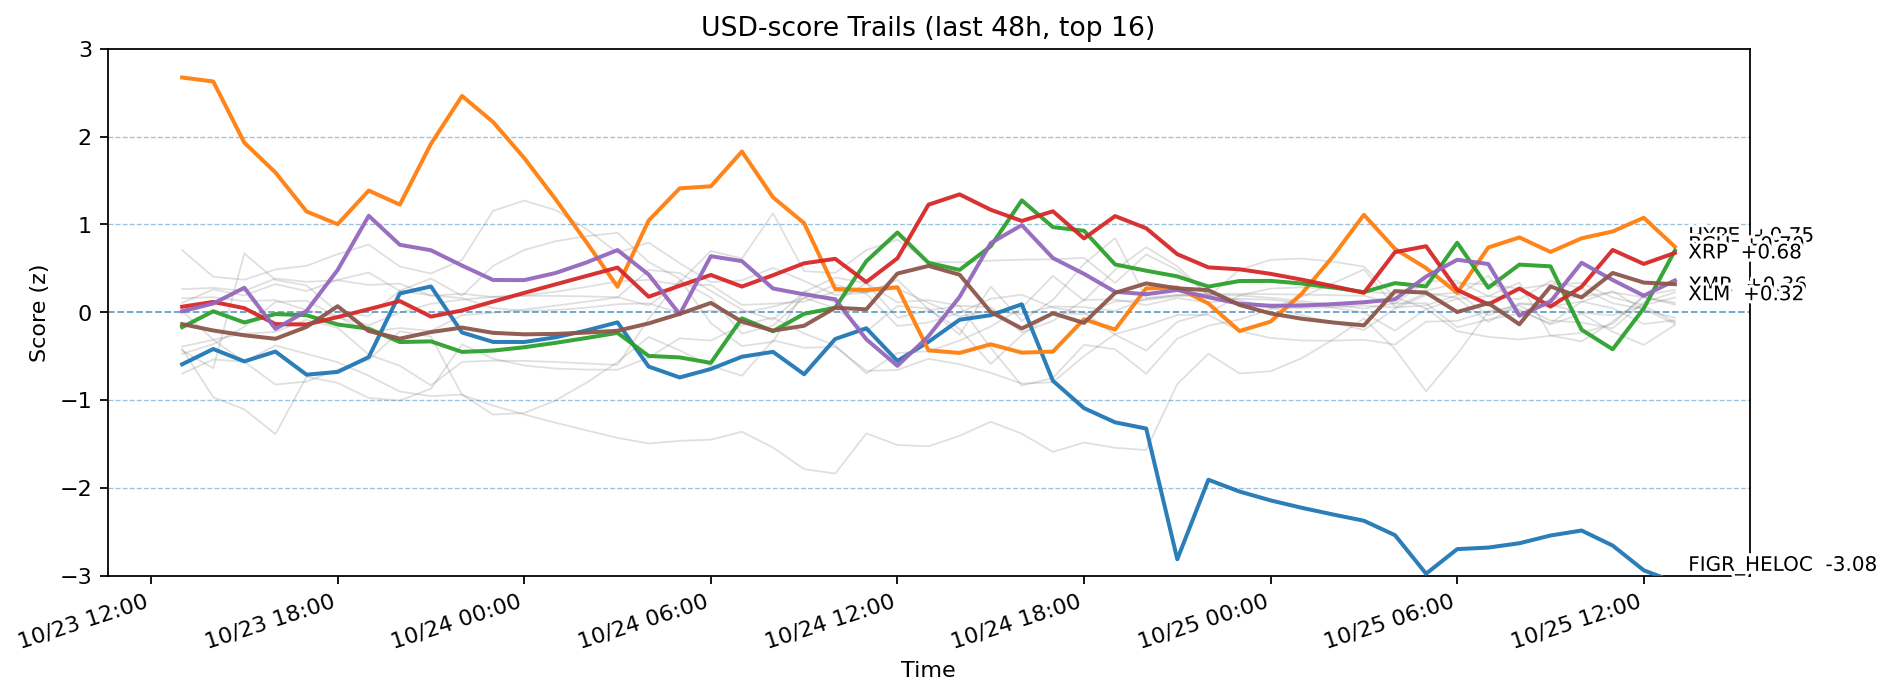 USD-score Trails (last 48h, top 16)
Score (z)
3
2
1
0
−1
−2
−3
HYPE +0.75
XRP +0.68
XMR +0.36
XLM +0.32
FIGR_HELOC -3.08
10/23 12:00
10/23 18:00
10/24 00:00
10/24 06:00
10/24 12:00
10/24 18:00
10/25 00:00
10/25 06:00
10/25 12:00
Time